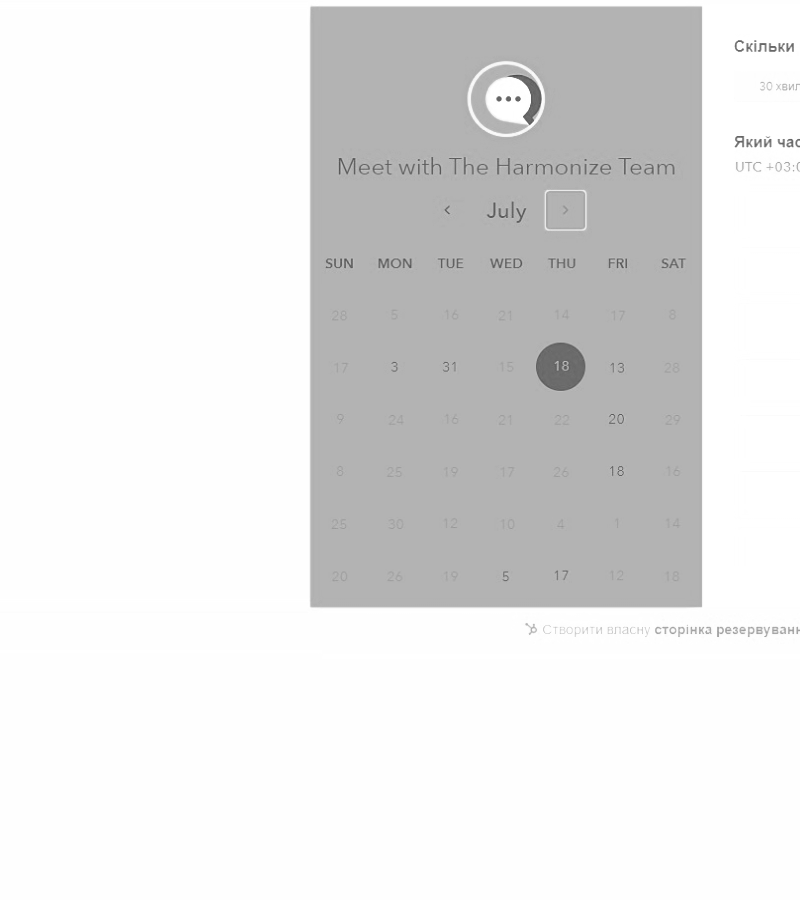 Скільки
30 хвил
Meet with The Harmonize Team
Який час
UTC +03:0
July
SUN MON TUE WED THU FRI SAT
28 5 16 21 14 17 8
17 3 31 15 18 13 28
9 24 16 21 22 20 29
8 25 19 17 26 18 16
25 30 12 10 4 1 14
20 26 19 5 17 12 18
Створити власну сторінка резервуванн